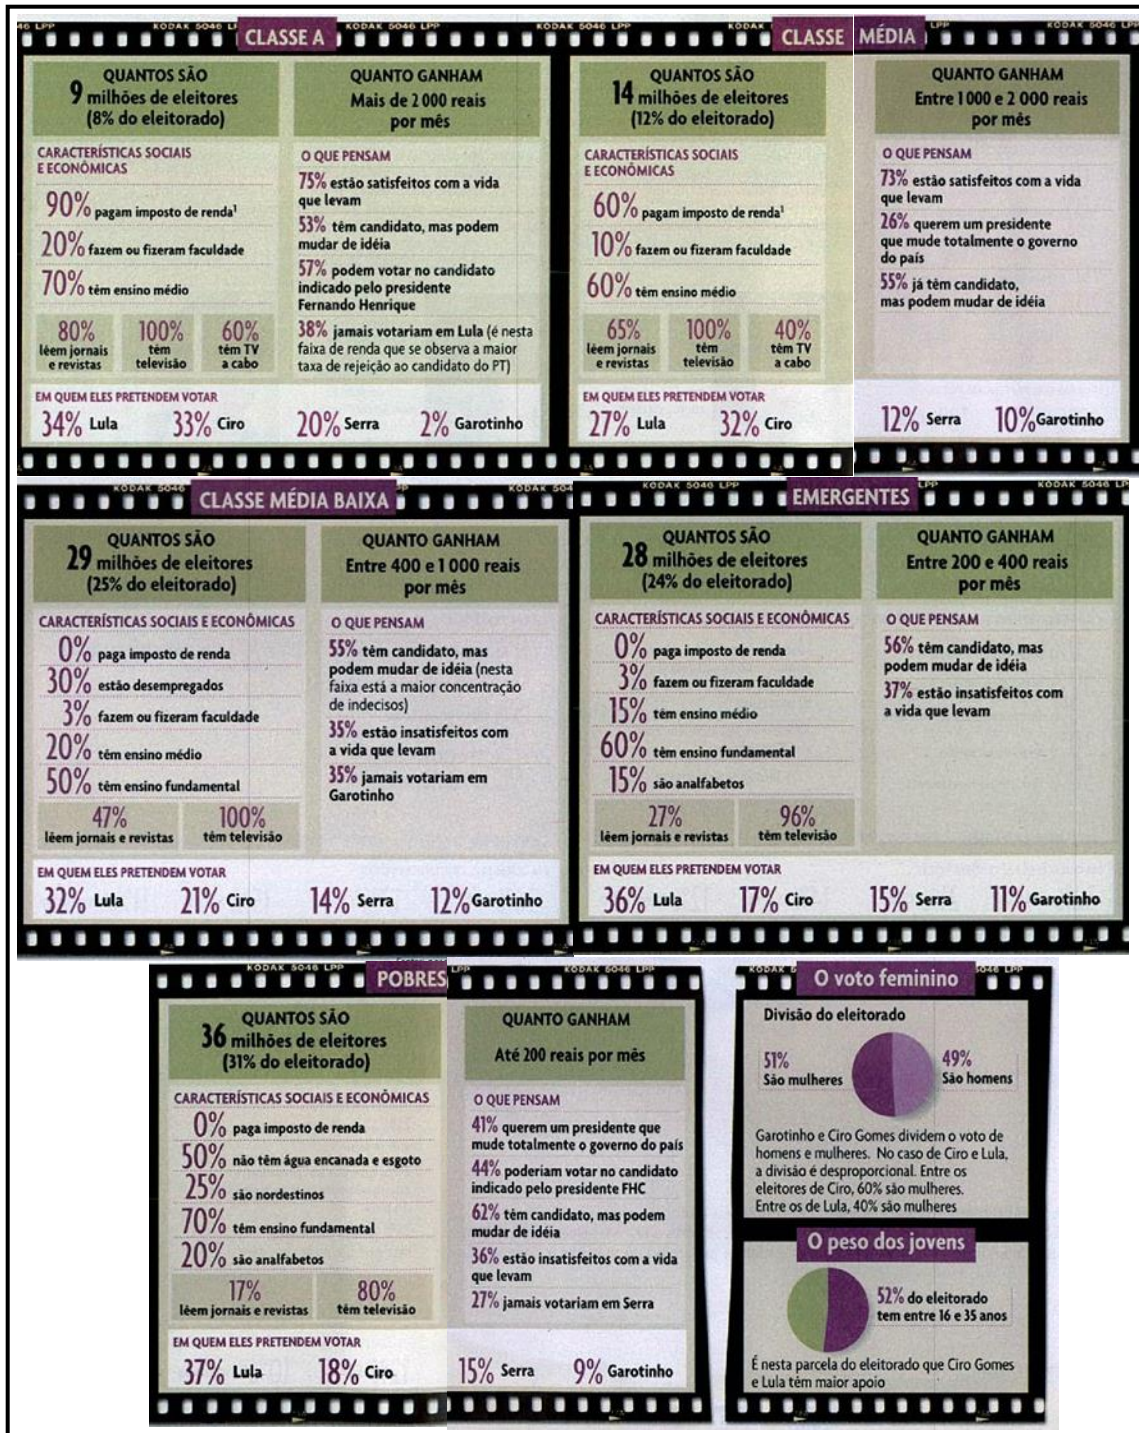 KODAK 5046 LPP
CLASSE A
QUANTOS SÃO
9 milhões de eleitores
(8% do eleitorado)
QUANTO GANHAM
Mais de 2 000 reais
por mês
CARACTERÍSTICAS SOCIAIS
E ECONÔMICAS
90% pagam imposto de renda¹
20% fazem ou fizeram faculdade
70% têm ensino médio
80%
lêem jornais
e revistas
100%
têm
televisão
60%
têm TV
a cabo
O QUE PENSAM
75% estão satisfeitos com a vida
que levam
53% têm candidato, mas podem
mudar de idéia
57% podem votar no candidato
indicado pelo presidente
Fernando Henrique
38% jamais votariam em Lula (é nesta
faixa de renda que se observa a maior
taxa de rejeição ao candidato do PT)
EM QUEM ELES PRETENDEM VOTAR
34% Lula 33% Ciro 20% Serra 2% Garotinho
KODAK
CLASSE MÉDIA
LPP
KODAK 5046 LPP
QUANTOS SÃO
14 milhões de eleitores
(12% do eleitorado)
QUANTO GANHAM
Entre 1 000 e 2 000 reais
por mês
CARACTERÍSTICAS SOCIAIS
E ECONÔMICAS
60% pagam imposto de renda¹
10% fazem ou fizeram faculdade
60% têm ensino médio
65%
lêem jornais
e revistas
100%
têm
televisão
40%
têm TV
a cabo
O QUE PENSAM
73% estão satisfeitos com a vida
que levam
26% querem um presidente
que mude totalmente o governo
do país
55% já têm candidato,
mas podem mudar de idéia
EM QUEM ELES PRETENDEM VOTAR
27% Lula 32% Ciro 12% Serra 10% Garotinho
KODAK 5046
CLASSE MÉDIA BAIXA
KODAK 504
QUANTOS SÃO
29 milhões de eleitores
(25% do eleitorado)
QUANTO GANHAM
Entre 400 e 1 000 reais
por mês
CARACTERÍSTICAS SOCIAIS E ECONÔMICAS
0% paga imposto de renda
30% estão desempregados
3% fazem ou fizeram faculdade
20% têm ensino médio
50% têm ensino fundamental
47%
lêem jornais e revistas
100%
têm televisão
O QUE PENSAM
55% têm candidato, mas
podem mudar de idéia (nesta
faixa está a maior concentração
de indecisos)
35% estão insatisfeitos com
a vida que levam
35% jamais votariam em
Garotinho
EM QUEM ELES PRETENDEM VOTAR
32% Lula 21% Ciro 14% Serra 12% Garotinho
KODAK 5046 LPP
EMERGENTES
LPP
KODAK 5046 LPP
QUANTOS SÃO
28 milhões de eleitores
(24% do eleitorado)
QUANTO GANHAM
Entre 200 e 400 reais
por mês
CARACTERÍSTICAS SOCIAIS E ECONÔMICAS
0% paga imposto de renda
3% fazem ou fizeram faculdade
15% têm ensino médio
60% têm ensino fundamental
15% são analfabetos
27%
lêem jornais e revistas
96%
têm televisão
O QUE PENSAM
56% têm candidato, mas
podem mudar de idéia
37% estão insatisfeitos com
a vida que levam
EM QUEM ELES PRETENDEM VOTAR
36% Lula 17% Ciro 15% Serra 11% Garotinho
KODAK 5046 LPP
POBRES
LPP
KODAK 5046 LPP
QUANTOS SÃO
36 milhões de eleitores
(31% do eleitorado)
QUANTO GANHAM
Até 200 reais por mês
CARACTERÍSTICAS SOCIAIS E ECONÔMICAS
0% paga imposto de renda
50% não têm água encanada e esgoto
25% são nordestinos
70% têm ensino fundamental
20% são analfabetos
17%
lêem jornais e revistas
80%
têm televisão
O QUE PENSAM
41% querem um presidente que
mude totalmente o governo do país
44% poderiam votar no candidato
indicado pelo presidente FHC
62% têm candidato, mas podem
mudar de idéia
36% estão insatisfeitos com a vida
que levam
27% jamais votariam em Serra
EM QUEM ELES PRETENDEM VOTAR
37% Lula 18% Ciro 15% Serra 9% Garotinho
O voto feminino
Divisão do eleitorado
51%
São mulheres
49%
São homens
Garotinho e Ciro Gomes dividem o voto de
homens e mulheres. No caso de Ciro e Lula,
a divisão é desproporcional. Entre os
eleitores de Ciro, 60% são mulheres.
Entre os de Lula, 40% são mulheres
O peso dos jovens
52% do eleitorado
tem entre 16 e 35 anos
É nesta parcela do eleitorado que Ciro Gomes
e Lula têm maior apoio